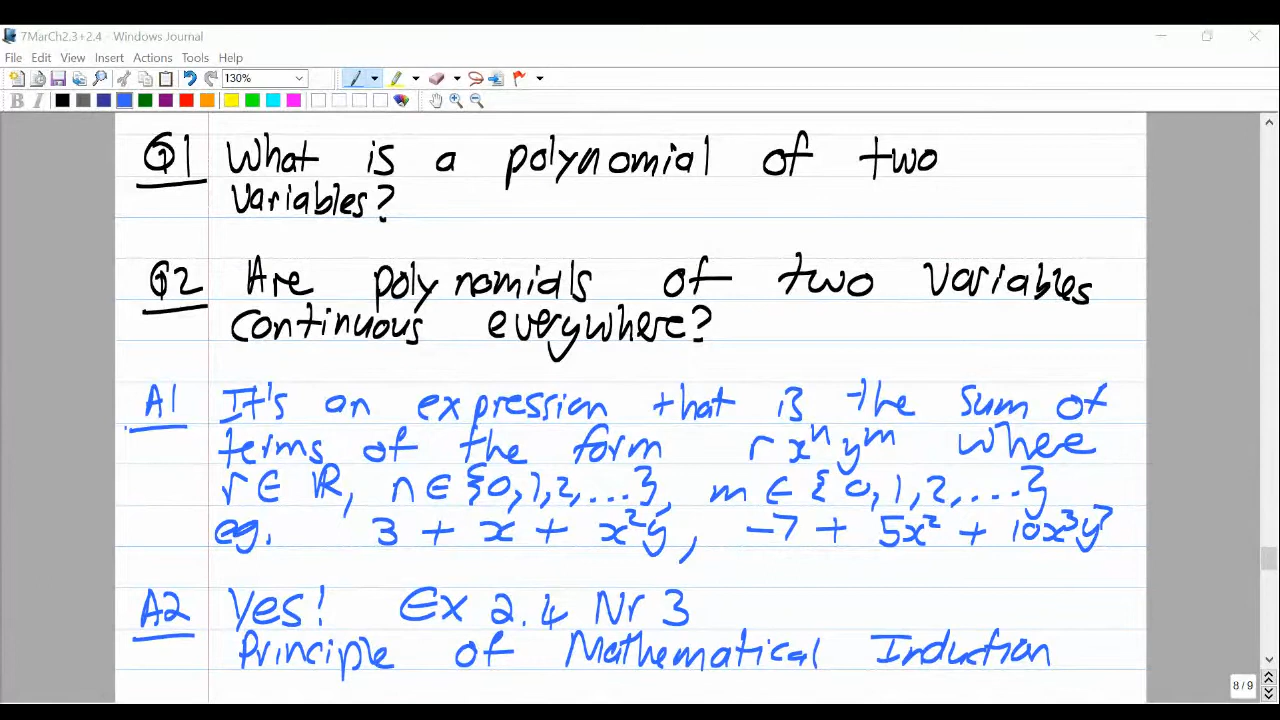 7MarCh2.3+2.4 - Windows Journal
File Edit View Insert Actions Tools Help
130%
B I
Q1 What is a polynomial of two
variables?
Q2 Are polynomials of two variables
continuous everywhere?
A1 It's an expression that is the sum of
terms of the form r xⁿ yᵐ where
r ∈ ℝ, n ∈ {0, 1, 2, ...}, m ∈ {0, 1, 2, ...}
eg. 3 + x + x²y, -7 + 5x² + 10x³y⁷
A2 Yes! Ex 2.4 Nr 3
Principle of Mathematical Induction
8/9